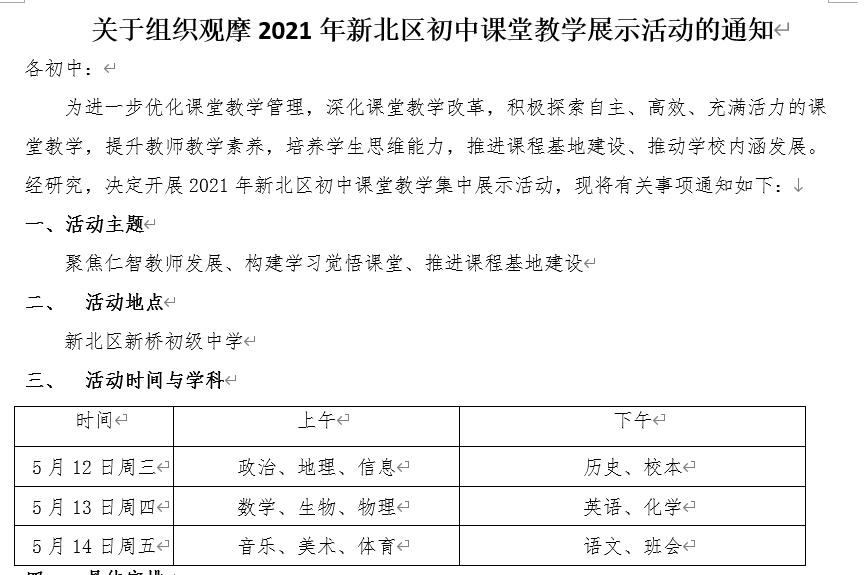 关于组织观摩 2021 年新北区初中课堂教学展示活动的通知
各初中：
为进一步优化课堂教学管理，深化课堂教学改革，积极探索自主、高效、充满活力的课
堂教学，提升教师教学素养，培养学生思维能力，推进课程基地建设、推动学校内涵发展。
经研究，决定开展 2021 年新北区初中课堂教学集中展示活动，现将有关事项通知如下：
一、活动主题
聚焦仁智教师发展、构建学习觉悟课堂、推进课程基地建设
二、 活动地点
新北区新桥初级中学
三、 活动时间与学科
时间 上午 下午
5 月 12 日周三 政治、地理、信息 历史、校本
5 月 13 日周四 数学、生物、物理 英语、化学
5 月 14 日周五 音乐、美术、体育 语文、班会